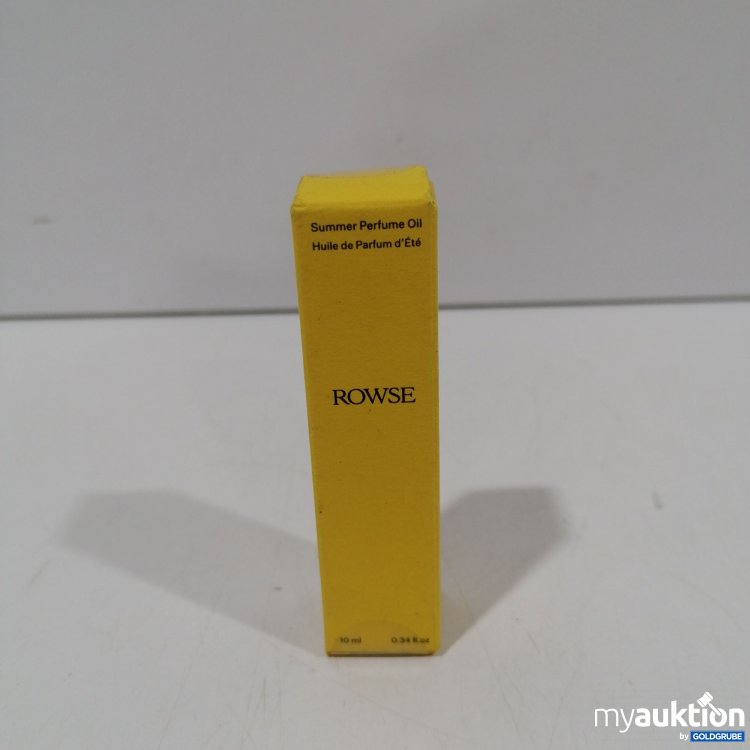 Summer Perfume Oil
Huile de Parfum d'Été
ROWSE
10 ml 0.34 fl.oz
myauktion
by GOLDGRUBE